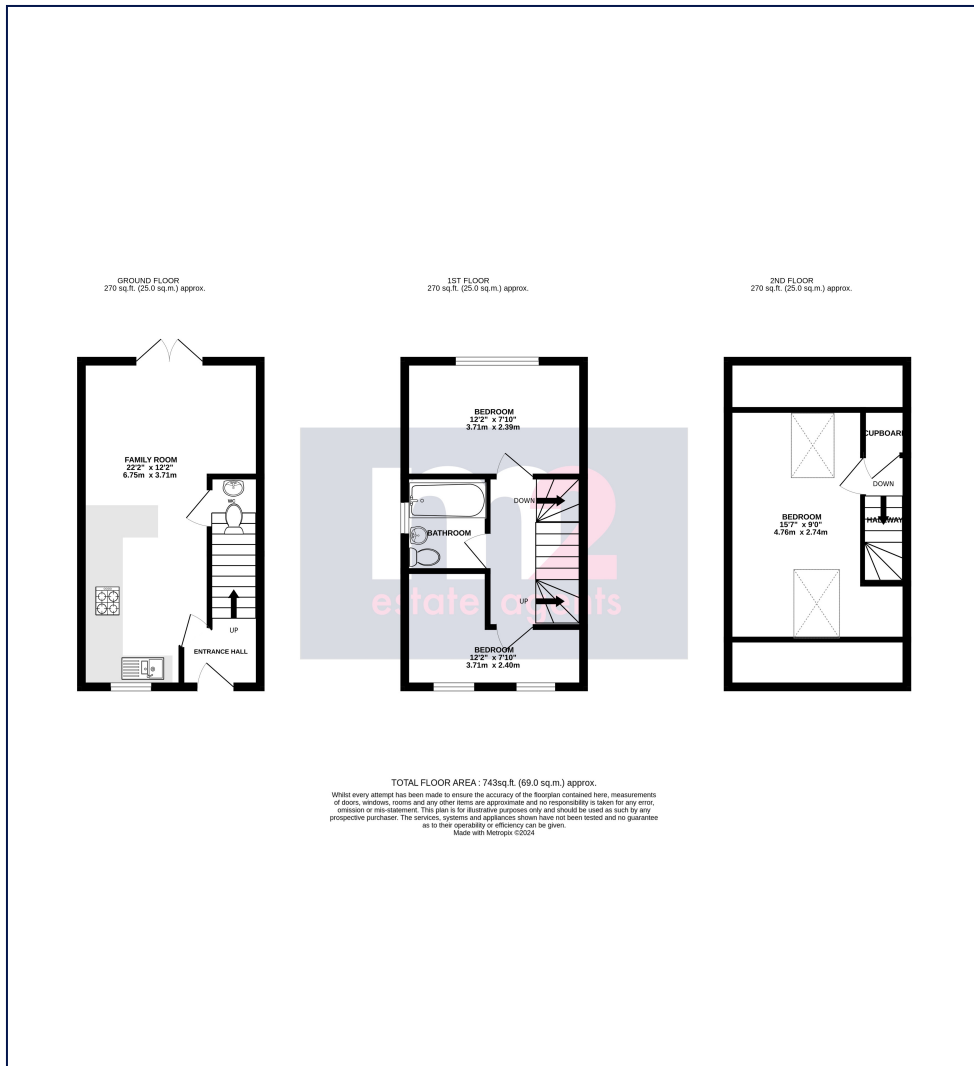 GROUND FLOOR
270 sq.ft. (25.0 sq.m.) approx.
1ST FLOOR
270 sq.ft. (25.0 sq.m.) approx.
2ND FLOOR
270 sq.ft. (25.0 sq.m.) approx.
FAMILY ROOM
22'2" x 12'2"
6.75m x 3.71m
WC
UP
ENTRANCE HALL
BEDROOM
12'2" x 7'10"
3.71m x 2.39m
DOWN
BATHROOM
UP
BEDROOM
12'2" x 7'10"
3.71m x 2.40m
CUPBOARD
DOWN
HALLWAY
BEDROOM
15'7" x 9'0"
4.76m x 2.74m
m2
estate agents
TOTAL FLOOR AREA : 743sq.ft. (69.0 sq.m.) approx.
Whilst every attempt has been made to ensure the accuracy of the floorplan contained here, measurements
of doors, windows, rooms and any other items are approximate and no responsibility is taken for any error,
omission or mis-statement. This plan is for illustrative purposes only and should be used as such by any
prospective purchaser. The services, systems and appliances shown have not been tested and no guarantee
as to their operability or efficiency can be given.
Made with Metropix ©2024